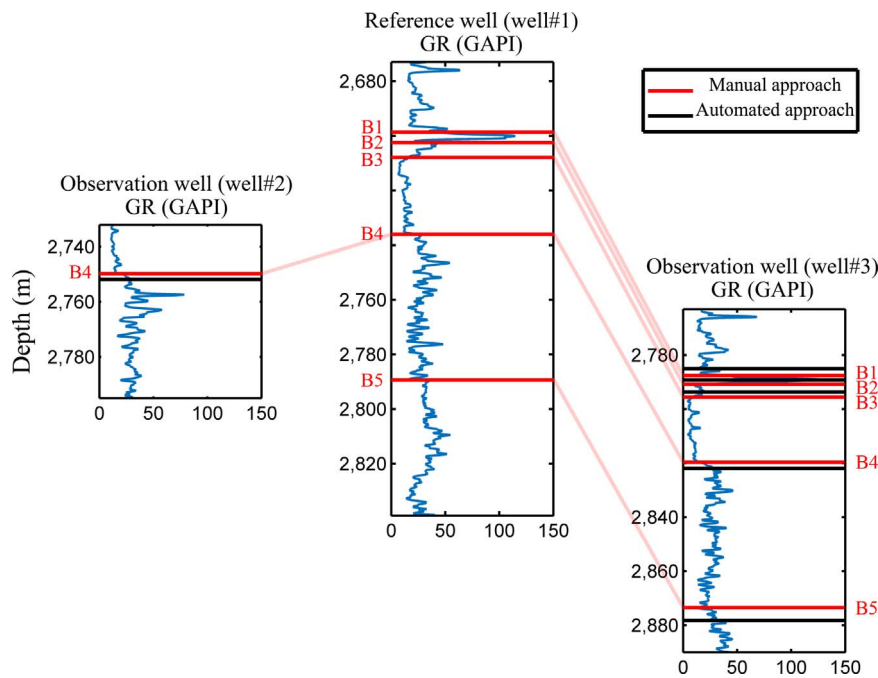 Reference well (well#1)
GR (GAPI)
2,680
B1
B2
B3
B4
2,760
2,780
B5
2,800
2,820
0 50 100 150
Manual approach
Automated approach
Observation well (well#2)
GR (GAPI)
Depth (m)
2,740
B4
2,760
2,780
0 50 100 150
Observation well (well#3)
GR (GAPI)
2,780
B1
B2
B3
B4
2,840
2,860
B5
2,880
0 50 100 150